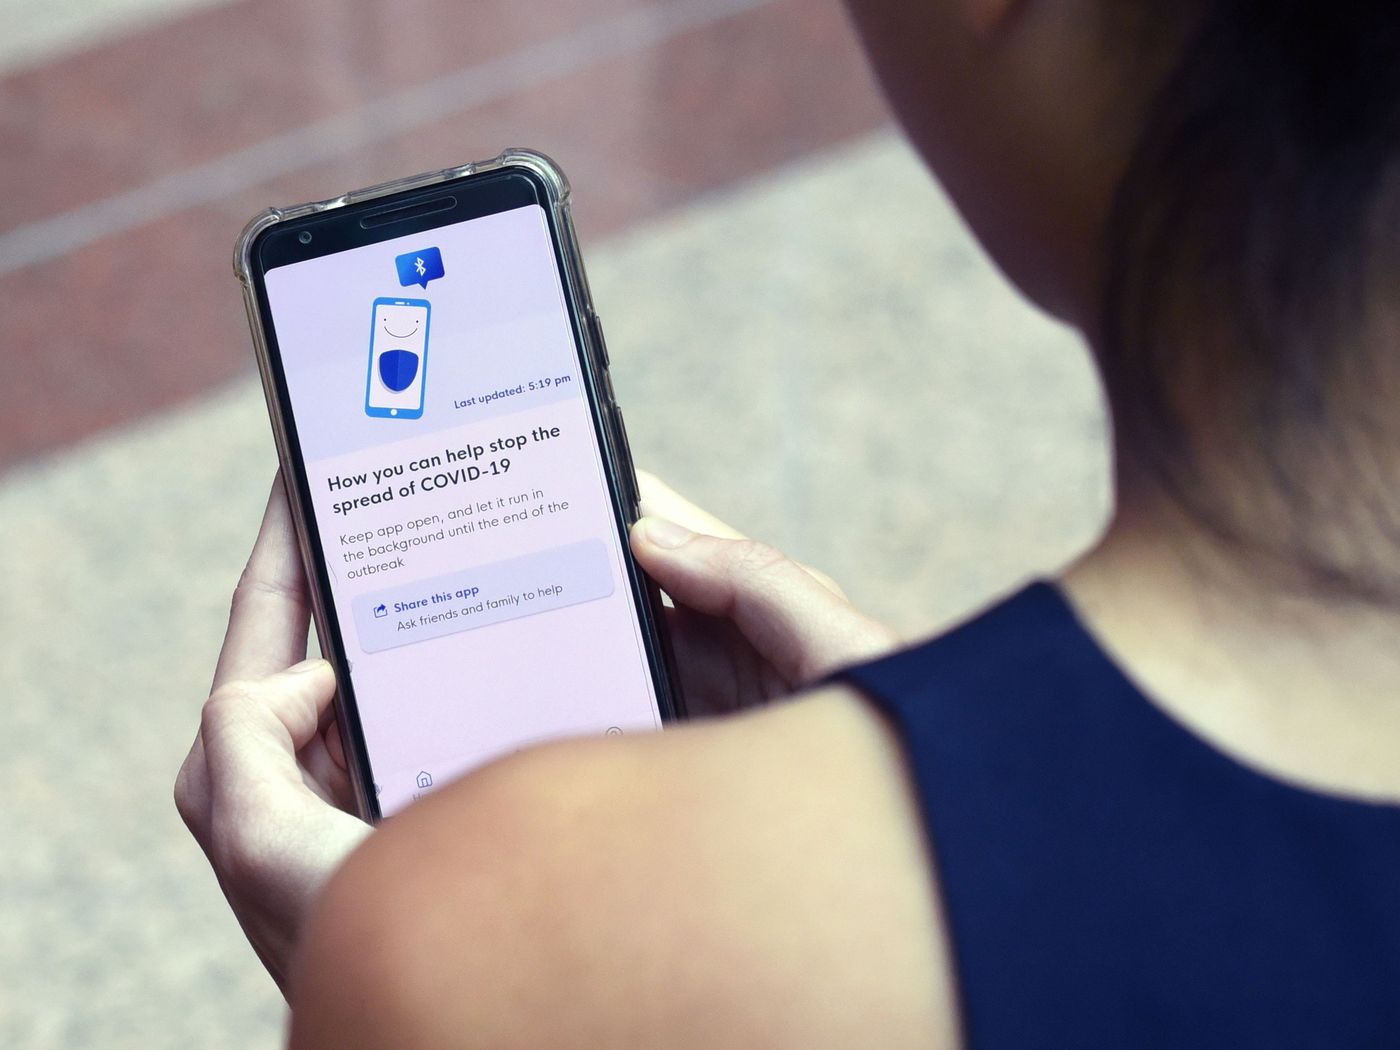 Last updated: 5:19 pm
How you can help stop the
spread of COVID-19
Keep app open, and let it run in
the background until the end of the
outbreak
Share this app
Ask friends and family to help